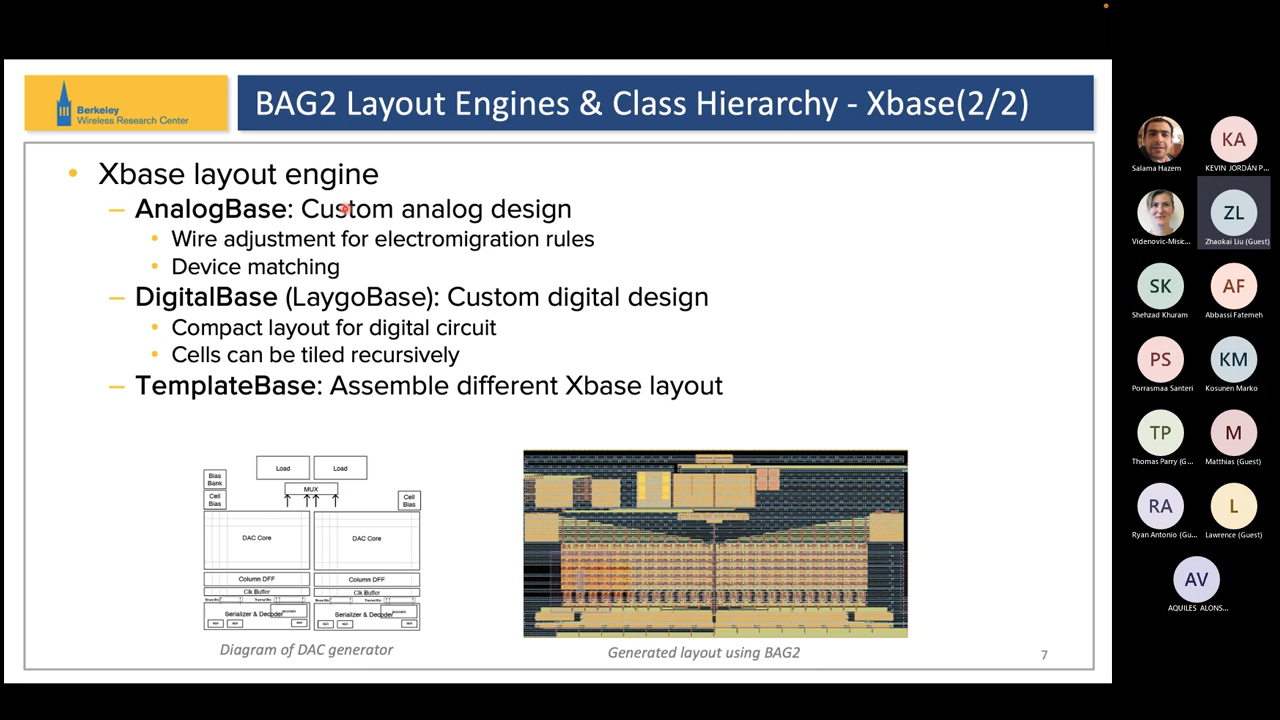 Berkeley
Wireless Research Center
BAG2 Layout Engines & Class Hierarchy - Xbase(2/2)
• Xbase layout engine
– AnalogBase: Custom analog design
• Wire adjustment for electromigration rules
• Device matching
– DigitalBase (LaygoBase): Custom digital design
• Compact layout for digital circuit
• Cells can be tiled recursively
– TemplateBase: Assemble different Xbase layout
Load
Load
Bias
Bank
MUX
Cell
Bias
Cell
Bias
DAC Core
DAC Core
Column DFF
Column DFF
Clk Buffer
Clk Buffer
Serializer & Decoder
Serializer & Decoder
Diagram of DAC generator
Generated layout using BAG2
7
Salama Hazem
KA
KEVIN JORDÁN P...
Videnovic-Misic...
ZL
Zhaokai Liu (Guest)
SK
Shehzad Khuram
AF
Abbassi Fatemeh
PS
Porrasmaa Santeri
KM
Kosunen Marko
TP
Thomas Parry (G...
M
Matthias (Guest)
RA
Ryan Antonio (Gu...
L
Lawrence (Guest)
AV
AQUILES ALONS...